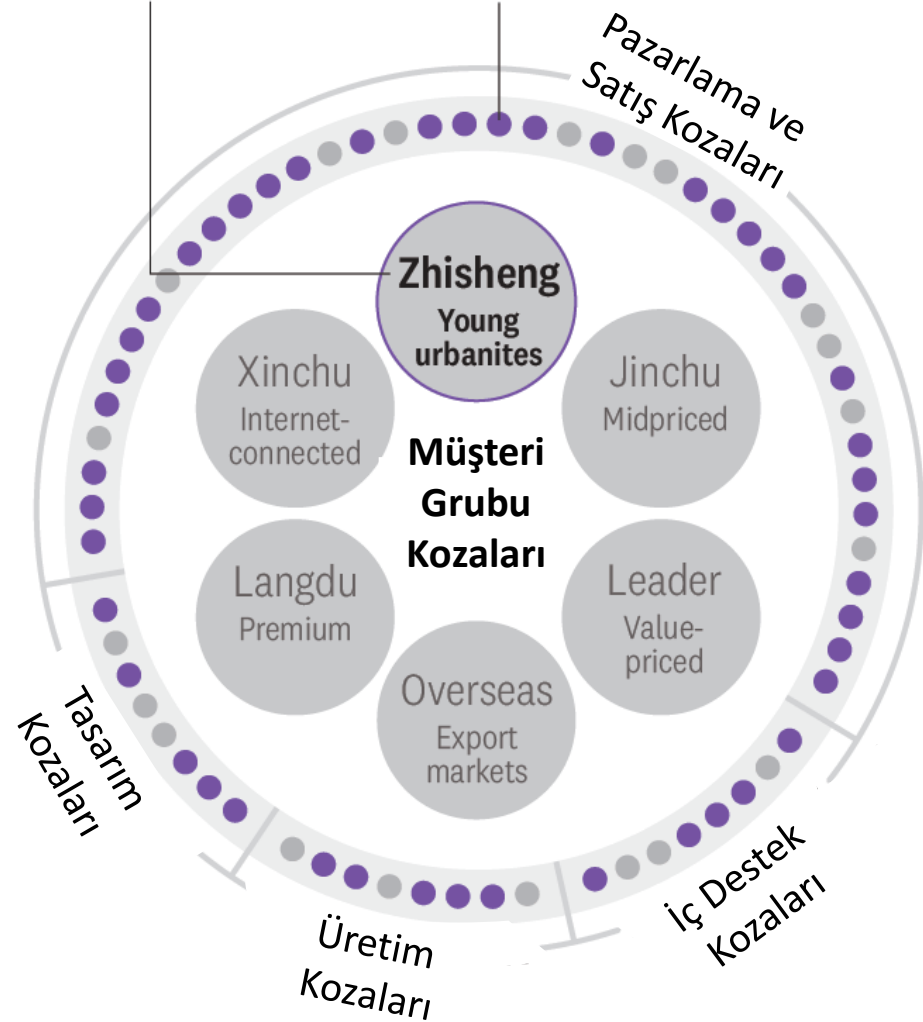 Pazarlama ve
Satış Kozaları
Zhisheng
Young
urbanites
Xinchu
Internet-
connected
Jinchu
Midpriced
Müşteri
Grubu
Kozaları
Langdu
Premium
Leader
Value-
priced
Overseas
Export
markets
Tasarım
Kozaları
İç Destek
Kozaları
Üretim
Kozaları